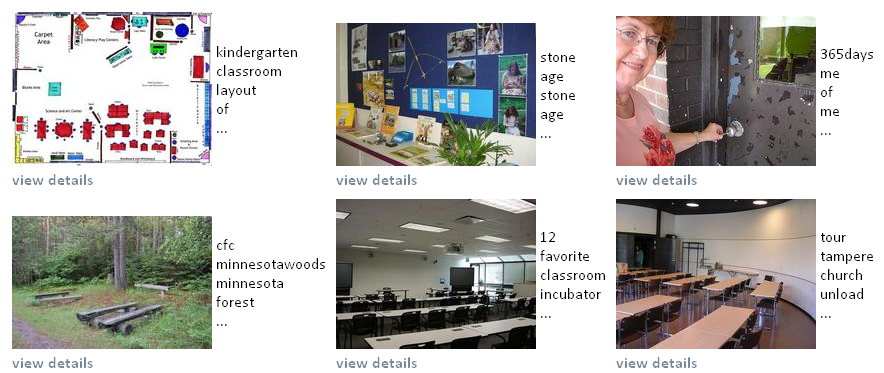 Carpet
Area
Literacy Play Centers
Blocks Area
Science and Art Center
kindergarten
classroom
layout
of
...
view details
stone
age
stone
age
...
view details
365days
me
of
me
...
view details
cfc
minnesotawoods
minnesota
forest
...
view details
12
favorite
classroom
incubator
...
view details
tour
tampere
church
unload
...
view details